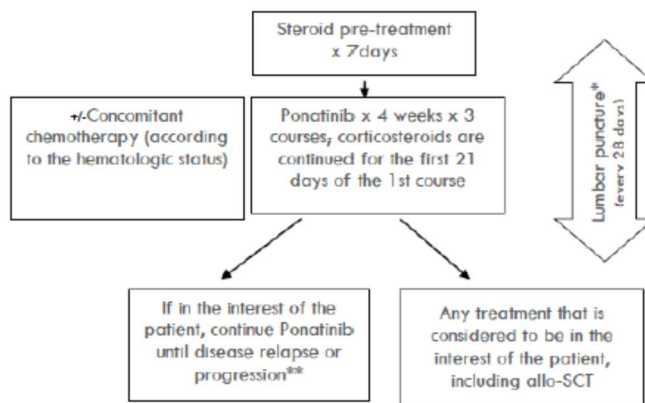 Steroid pre-treatment
x 7days
+/-Concomitant
chemotherapy (according
to the hematologic status)
Ponatinib x 4 weeks x 3
courses; corticosteroids are
continued for the first 21
days of the 1st course
Lumbar puncture*
(every 28 days)
If in the interest of the
patient, continue Ponatinib
until disease relapse or
progression**
Any treatment that is
considered to be in the
interest of the patient,
including allo-SCT